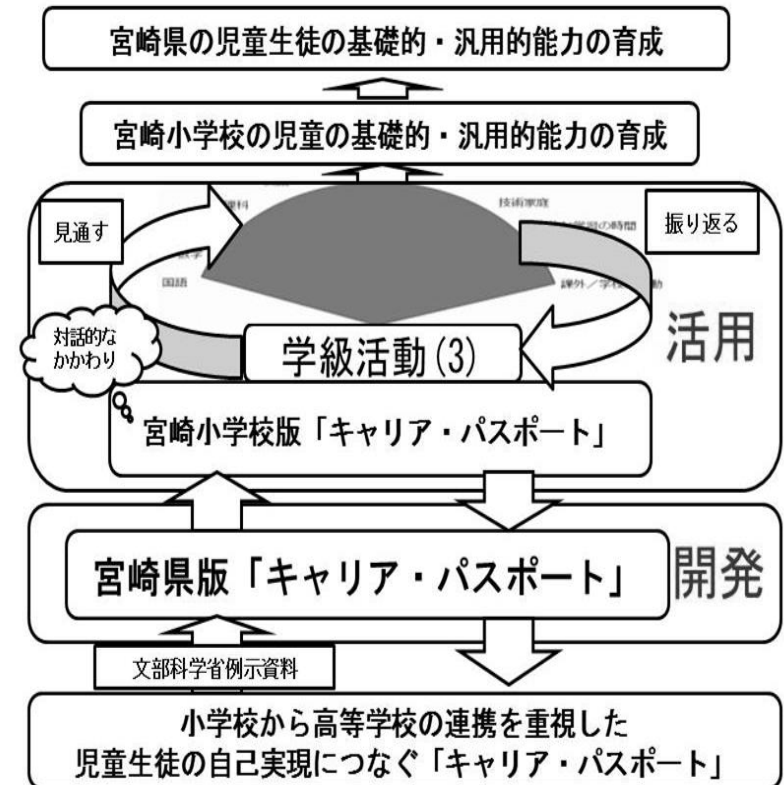 宮崎県の児童生徒の基礎的・汎用的能力の育成
宮崎小学校の児童の基礎的・汎用的能力の育成
見通す
技術家庭
振り返る
国語
対話的な
かかわり
学級活動(3)
活用
宮崎小学校版「キャリア・パスポート」
宮崎県版「キャリア・パスポート」
開発
文部科学省例示資料
小学校から高等学校の連携を重視した
児童生徒の自己実現につなぐ「キャリア・パスポート」